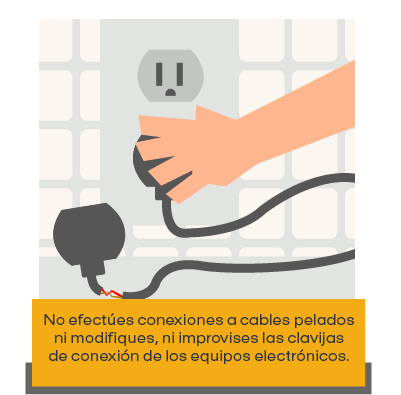 No efectúes conexiones a cables pelados
ni modifiques, ni improvises las clavijas
de conexión de los equipos electrónicos.